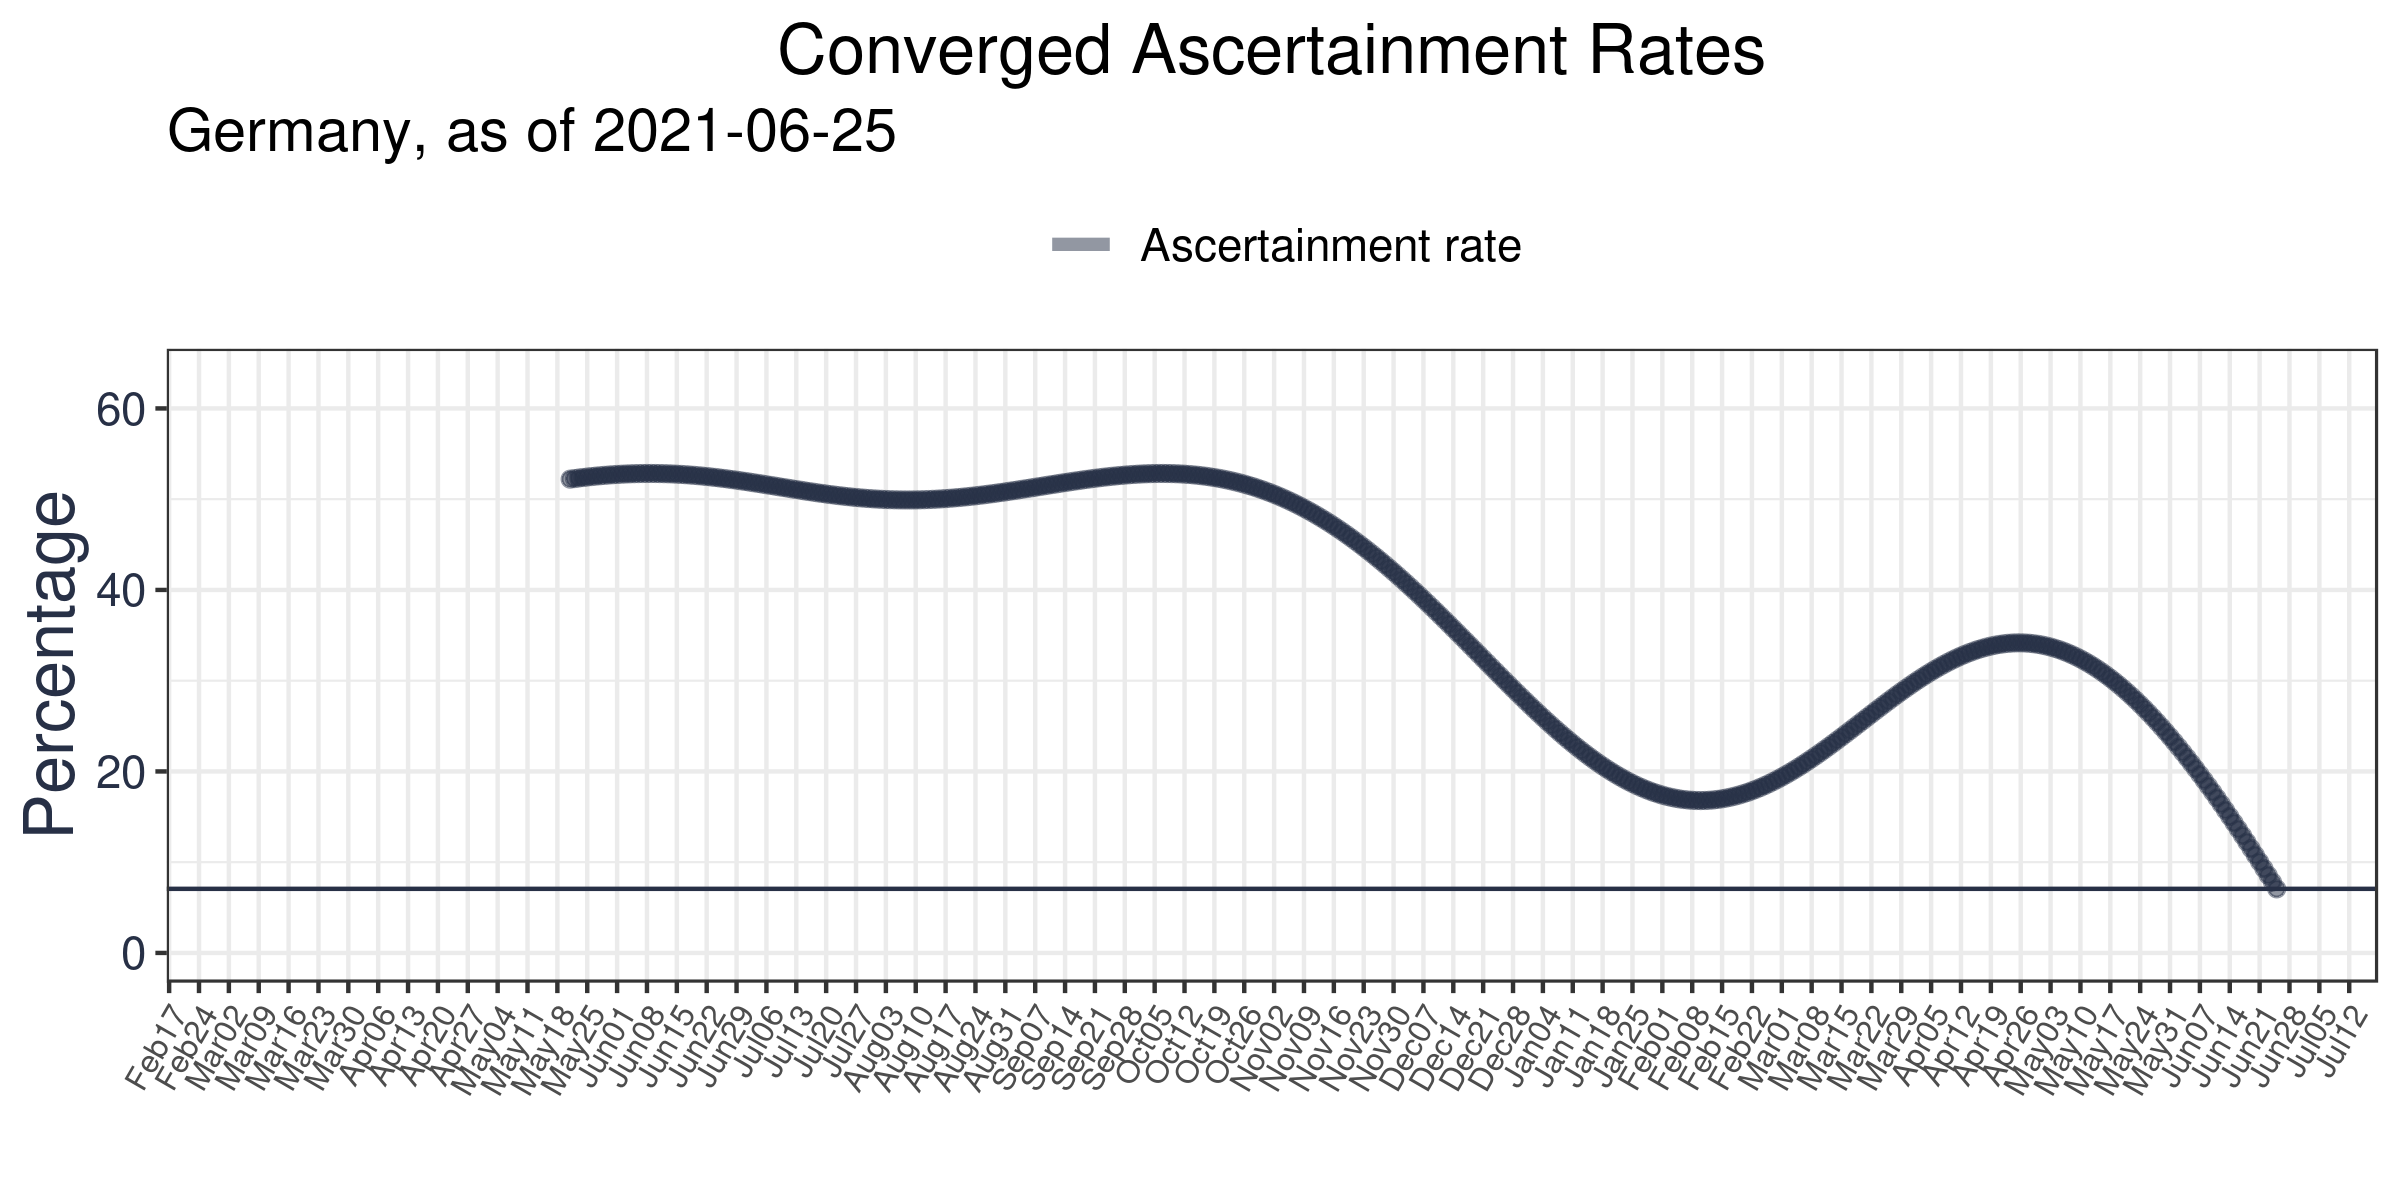 Converged Ascertainment Rates
Germany, as of 2021-06-25
Ascertainment rate
Percentage
60
40
20
0
Feb17 Feb24 Mar02 Mar09 Mar16 Mar23 Mar30 Apr06 Apr13 Apr20 Apr27 May04 May11 May18 May25 Jun01 Jun08 Jun15 Jun22 Jun29 Jul06 Jul13 Jul20 Jul27 Aug03 Aug10 Aug17 Aug24 Aug31 Sep07 Sep14 Sep21 Sep28 Oct05 Oct12 Oct19 Oct26 Nov02 Nov09 Nov16 Nov23 Nov30 Dec07 Dec14 Dec21 Dec28 Jan04 Jan11 Jan18 Jan25 Feb01 Feb08 Feb15 Feb22 Mar01 Mar08 Mar15 Mar22 Mar29 Apr05 Apr12 Apr19 Apr26 May03 May10 May17 May24 May31 Jun07 Jun14 Jun21 Jun28 Jul05 Jul12